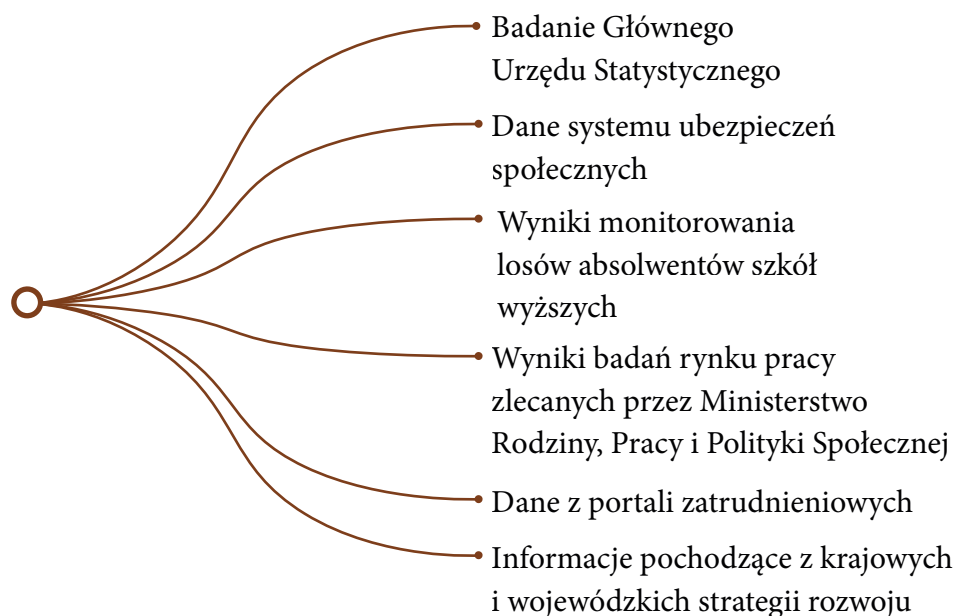 Badanie Głównego
Urzędu Statystycznego
Dane systemu ubezpieczeń
społecznych
Wyniki monitorowania
losów absolwentów szkół
wyższych
Wyniki badań rynku pracy
zlecanych przez Ministerstwo
Rodziny, Pracy i Polityki Społecznej
Dane z portali zatrudnieniowych
Informacje pochodzące z krajowych
i wojewódzkich strategii rozwoju